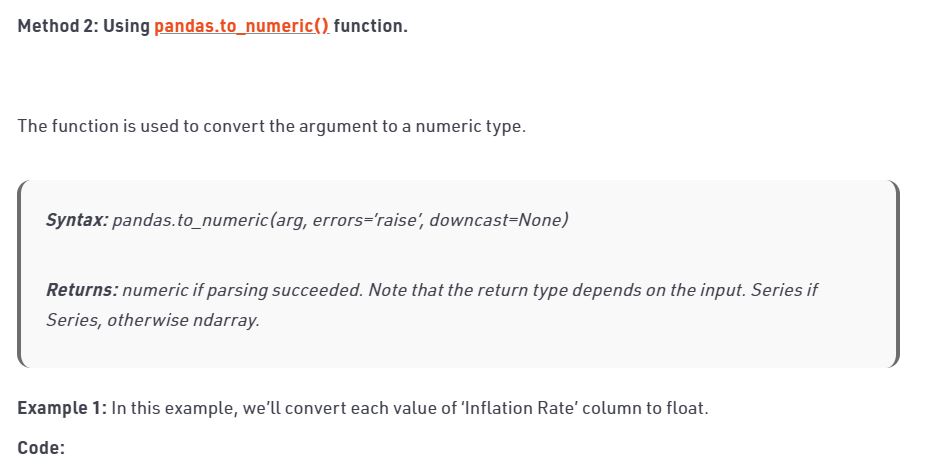 Method 2: Using pandas.to_numeric() function.
The function is used to convert the argument to a numeric type.
Syntax: pandas.to_numeric(arg, errors=’raise’, downcast=None)
Returns: numeric if parsing succeeded. Note that the return type depends on the input. Series if
Series, otherwise ndarray.
Example 1: In this example, we’ll convert each value of ‘Inflation Rate’ column to float.
Code: